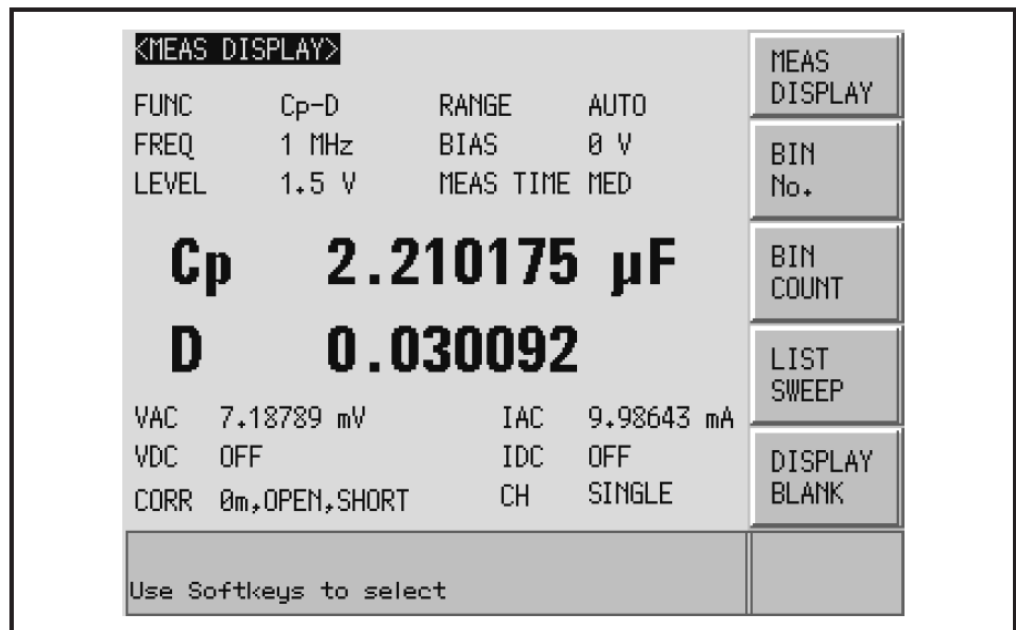 <MEAS DISPLAY>
FUNC Cp-D RANGE AUTO
FREQ 1 MHz BIAS 0 V
LEVEL 1.5 V MEAS TIME MED
Cp 2.210175 µF
D 0.030092
VAC 7.18789 mV IAC 9.98643 mA
VDC OFF IDC OFF
CORR 0m,OPEN,SHORT CH SINGLE
Use Softkeys to select
MEAS
DISPLAY
BIN
No.
BIN
COUNT
LIST
SWEEP
DISPLAY
BLANK